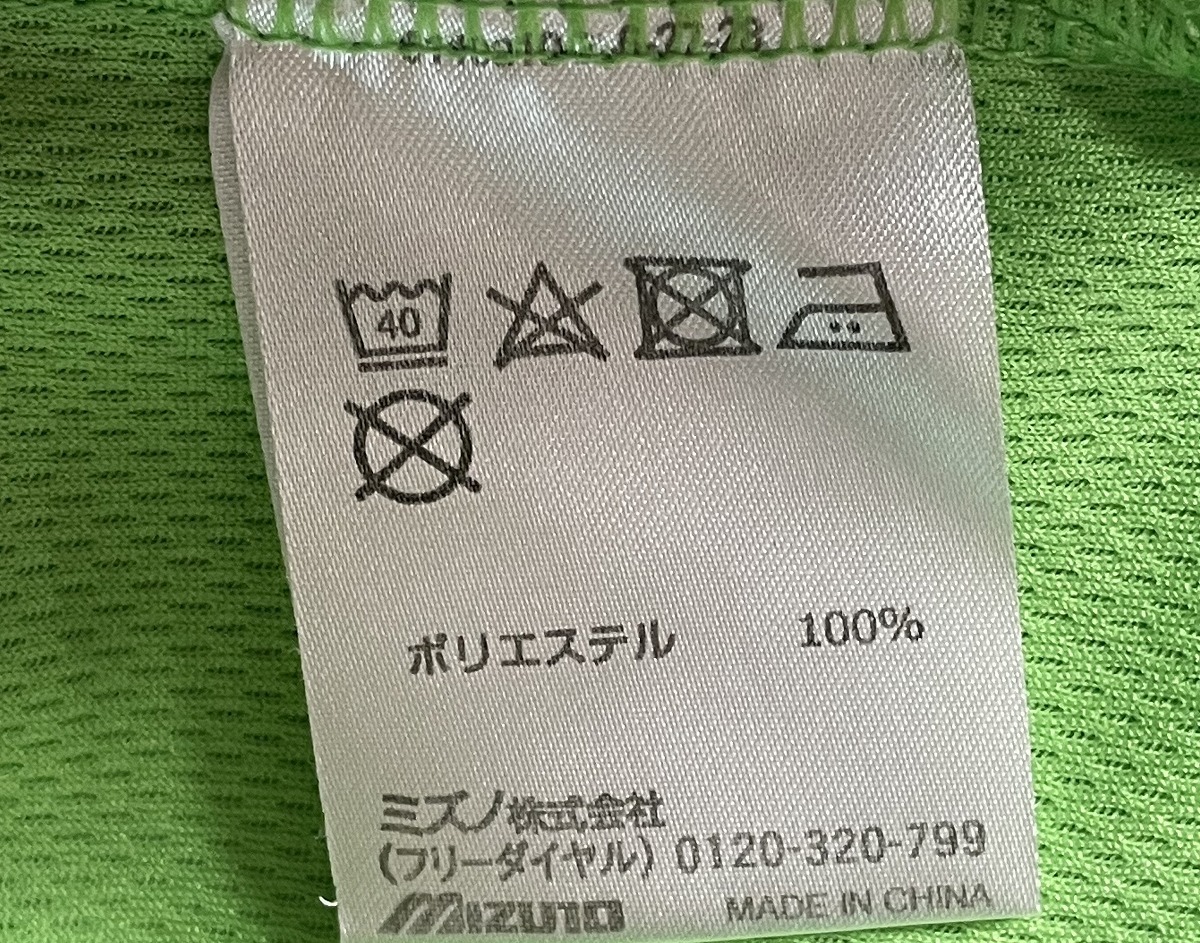 40
ポリエステル 100%
ミズノ株式会社
(フリーダイヤル) 0120-320-799
MIZUNO MADE IN CHINA